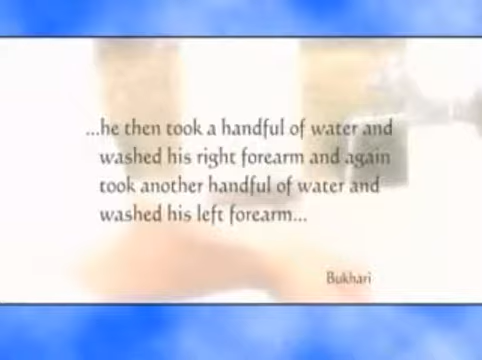 ...he then took a handful of water and
washed his right forearm and again
took another handful of water and
washed his left forearm...
Bukhari